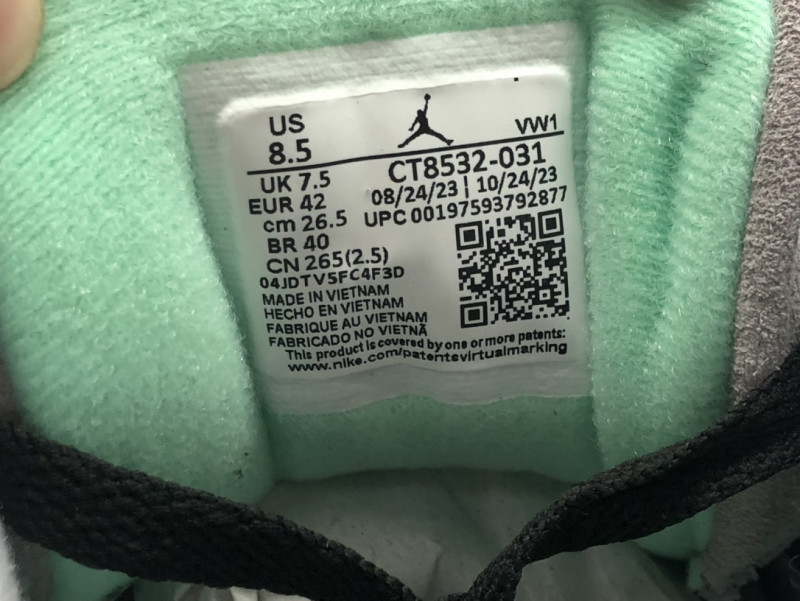 US
8.5
VW1
CT8532-031
UK 7.5
08/24/23 | 10/24/23
EUR 42
UPC 00197593792877
cm 26.5
BR 40
CN 265(2.5)
04JDTV5FC4F3D
MADE IN VIETNAM
HECHO EN VIETNAM
FABRIQUE AU VIETNAM
FABRICADO NO VIETNÃ
This product is covered by one or more patents:
www.nike.com/patentsvirtualmarking